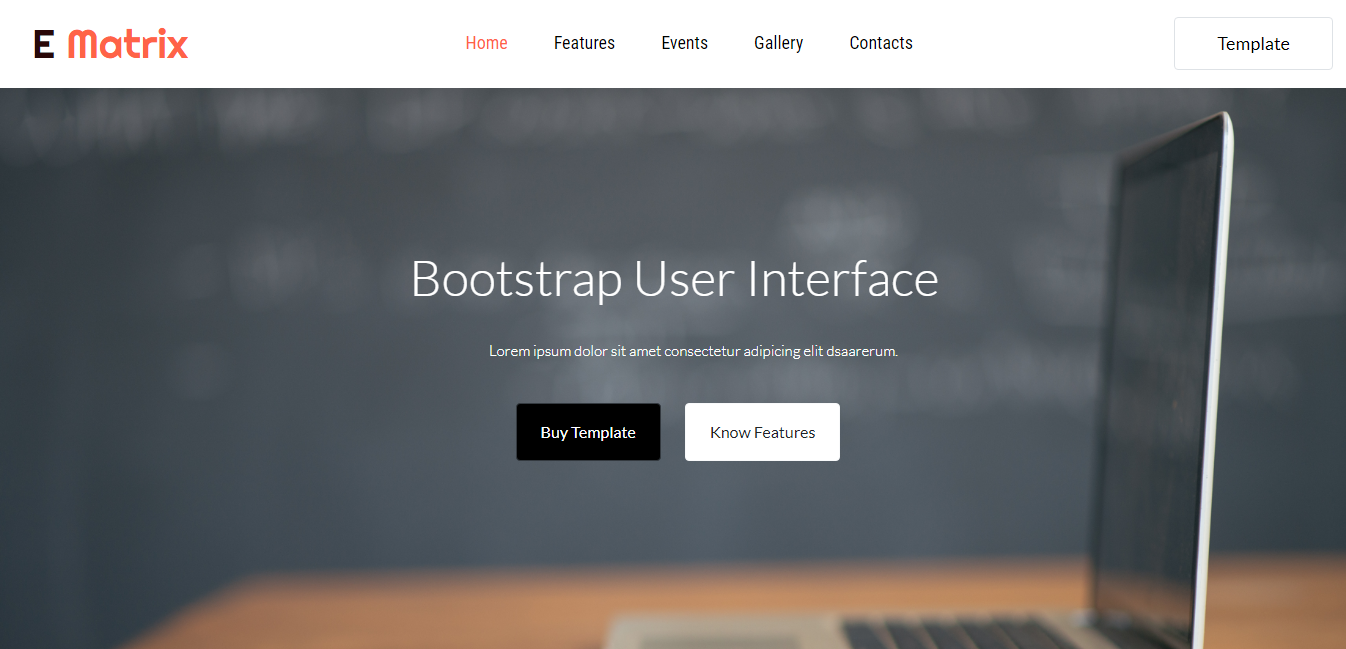 E Matrix
Home Features Events Gallery Contacts
Template
Bootstrap User Interface
Lorem ipsum dolor sit amet consectetur adipicing elit dsaarerum.
Buy Template Know Features